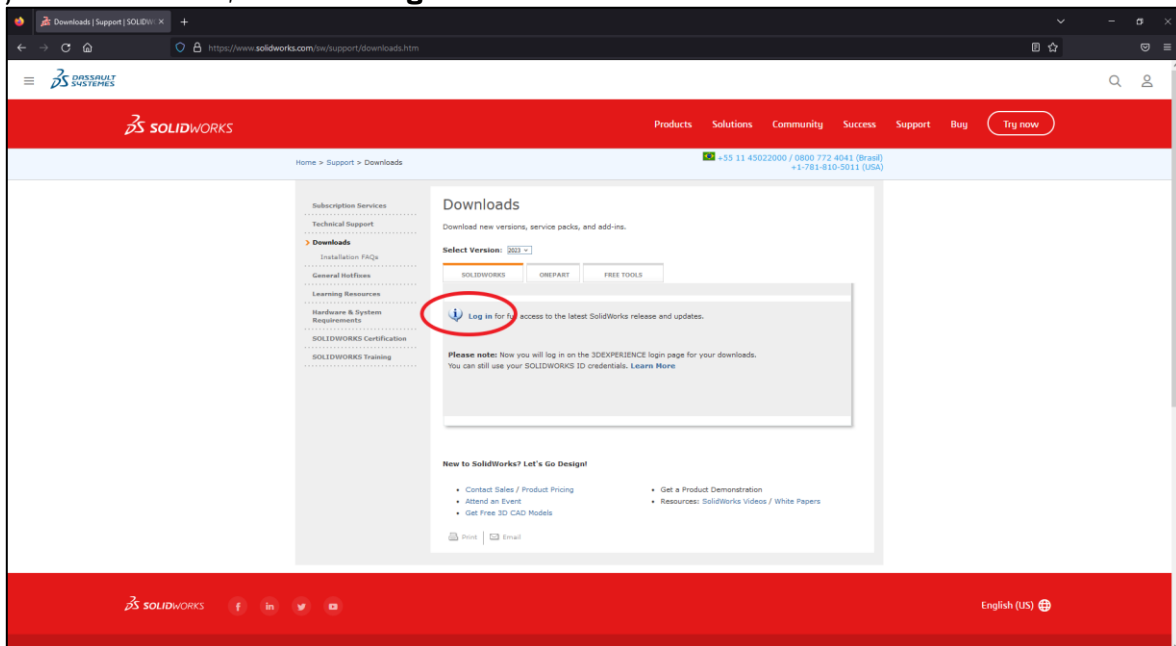 Downloads | Support | SOLIDW
https://www.solidworks.com/sw/support/downloads.htm
DASSAULT
SYSTEMES
SOLIDWORKS
Products Solutions Community Success Support Buy Try now
Home > Support > Downloads
+55 11 45022000 / 0800 772 4041 (Brasil)
+1-781-810-5011 (USA)
Subscription Services
Technical Support
Downloads
Installation FAQs
General Hotfixes
Learning Resources
Hardware & System
Requirements
SOLIDWORKS Certification
SOLIDWORKS Training
Downloads
Download new versions, service packs, and add-ins.
Select Version: 2023
SOLIDWORKS ONEPART FREE TOOLS
Log in for full access to the latest SolidWorks release and updates.
Please note: Now you will log in on the 3DEXPERIENCE login page for your downloads.
You can still use your SOLIDWORKS ID credentials. Learn More
New to SolidWorks? Let's Go Design!
• Contact Sales / Product Pricing
• Attend an Event
• Get Free 3D CAD Models
• Get a Product Demonstration
• Resources: SolidWorks Videos / White Papers
Print Email
SOLIDWORKS
English (US)